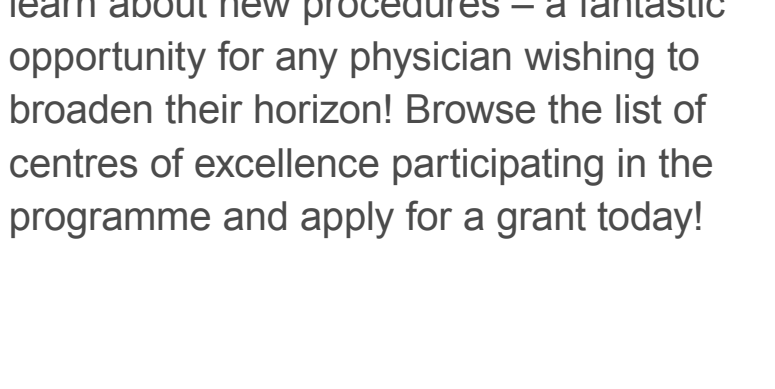 learn about new procedures – a fantastic
opportunity for any physician wishing to
broaden their horizon! Browse the list of
centres of excellence participating in the
programme and apply for a grant today!